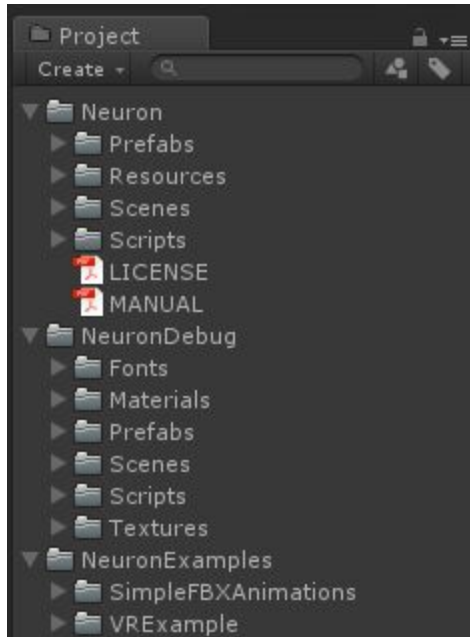 Project
Create
Neuron
Prefabs
Resources
Scenes
Scripts
LICENSE
MANUAL
NeuronDebug
Fonts
Materials
Prefabs
Scenes
Scripts
Textures
NeuronExamples
SimpleFBXAnimations
VRExample